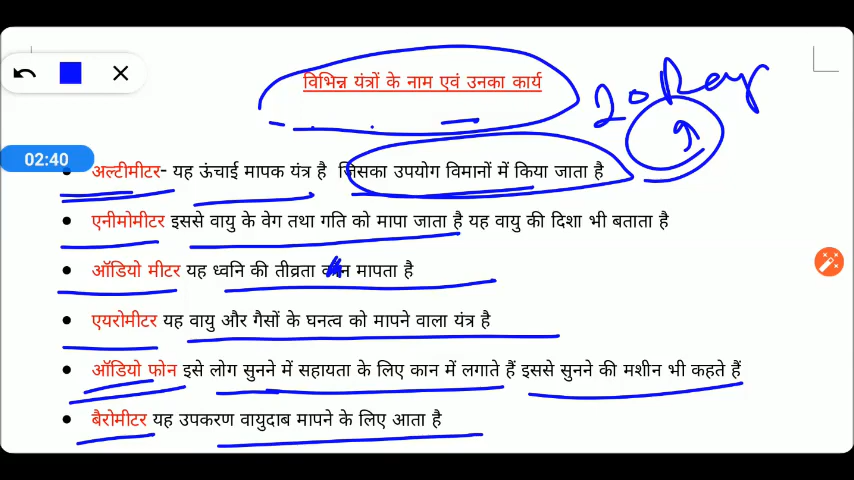 विभिन्न यंत्रों के नाम एवं उनका कार्य
20
02:40
अल्टीमीटर- यह ऊंचाई मापक यंत्र है जिसका उपयोग विमानों में किया जाता है
एनीमोमीटर इससे वायु के वेग तथा गति को मापा जाता है यह वायु की दिशा भी बताता है
ऑडियो मीटर यह ध्वनि की तीव्रता मापता है
एयरोमीटर यह वायु और गैसों के घनत्व को मापने वाला यंत्र है
ऑडियो फोन इसे लोग सुनने में सहायता के लिए कान में लगाते हैं इससे सुनने की मशीन भी कहते हैं
बैरोमीटर यह उपकरण वायुदाब मापने के लिए आता है